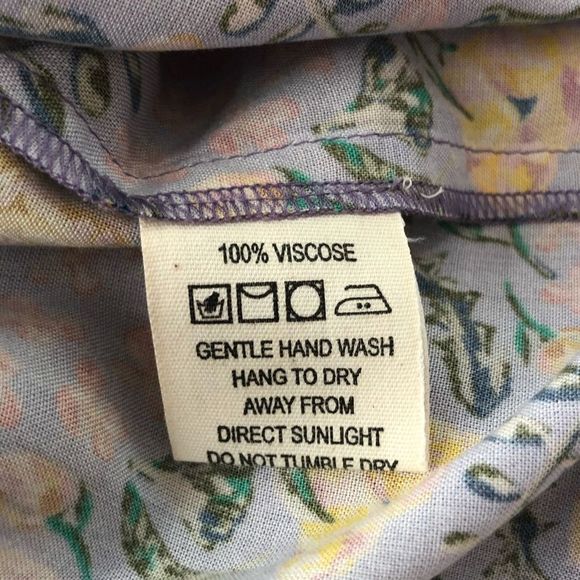 100% VISCOSE
GENTLE HAND WASH
HANG TO DRY
AWAY FROM
DIRECT SUNLIGHT
DO NOT TUMBLE DRY